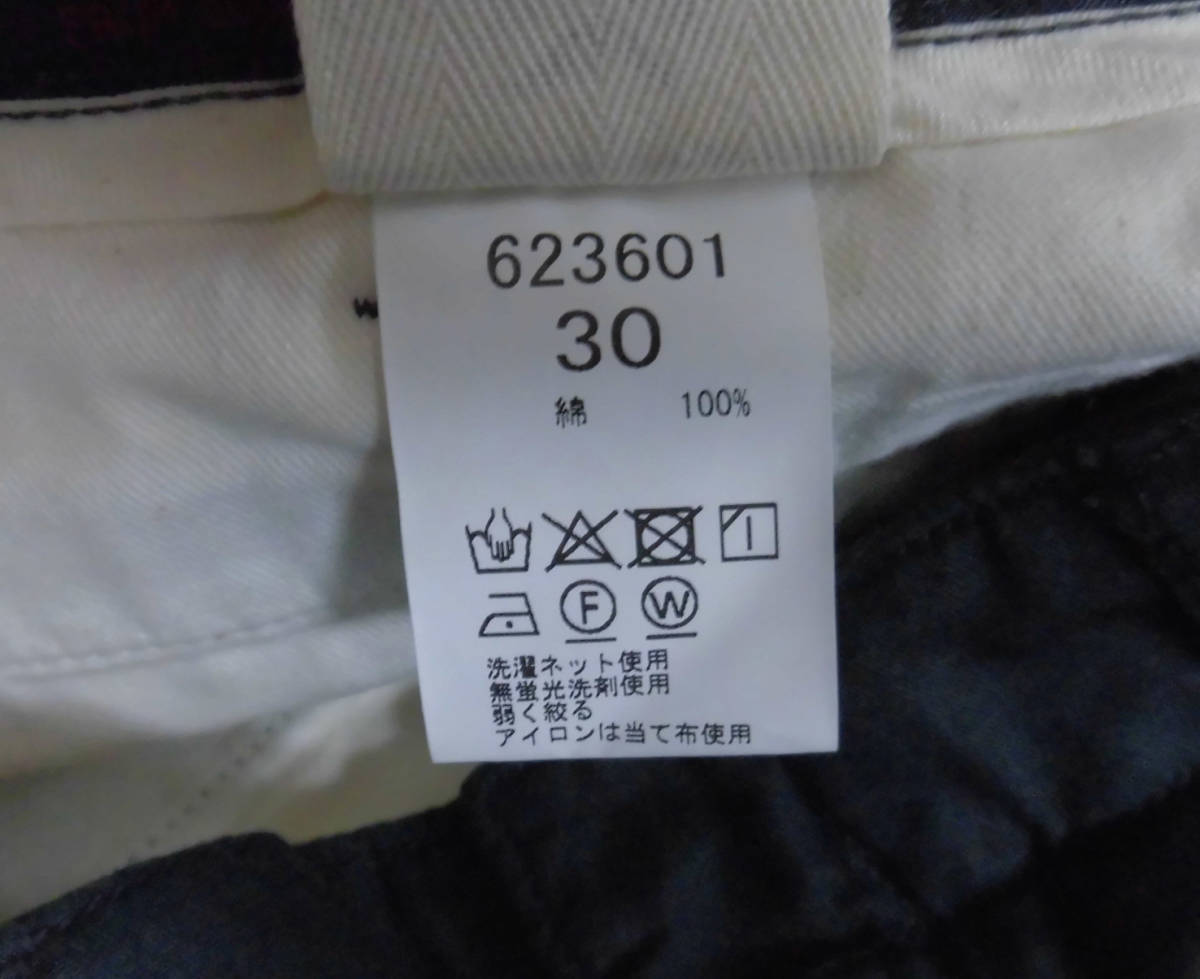 623601
30
綿 100%
F W
洗濯ネット使用
無蛍光洗剤使用
弱く絞る
アイロンは当て布使用